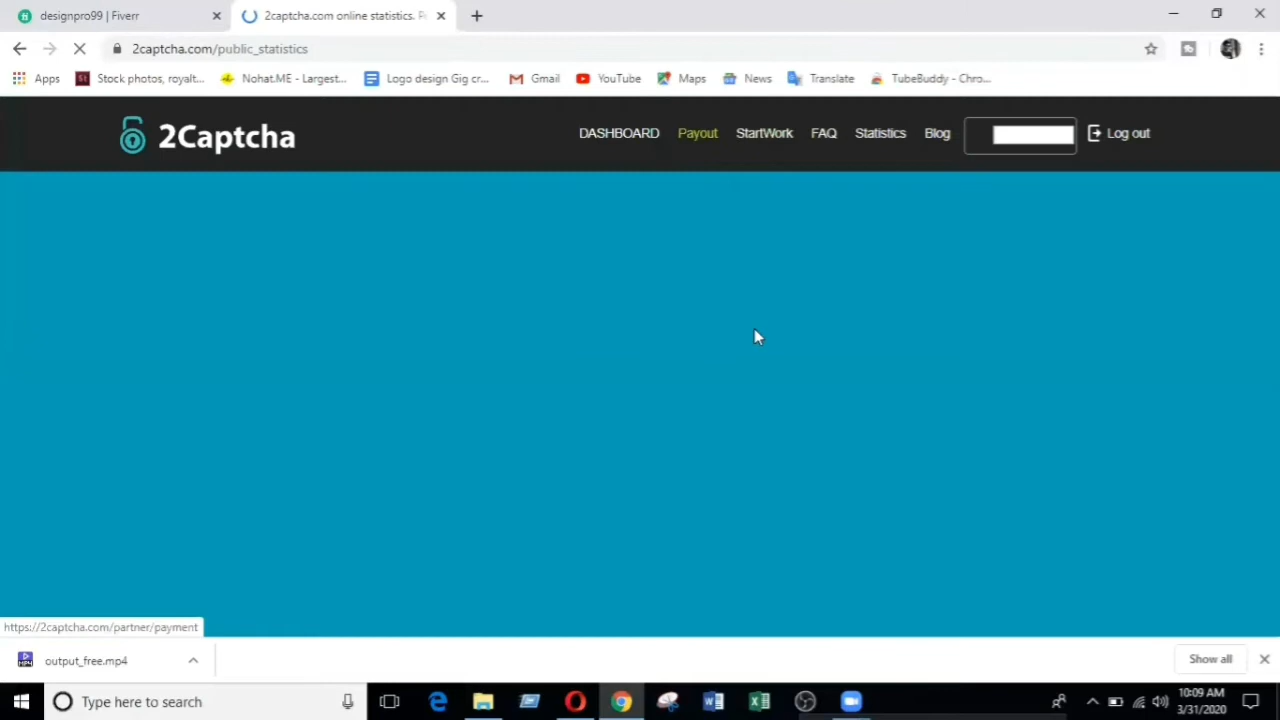 designpro99 | Fiverr
2captcha.com online statistics. P
2captcha.com/public_statistics
Apps
Stock photos, royalt...
Nohat.ME - Largest...
Logo design Gig cr...
Gmail
YouTube
Maps
News
Translate
TubeBuddy - Chro...
2Captcha
DASHBOARD
Payout
StartWork
FAQ
Statistics
Blog
Log out
https://2captcha.com/partner/payment
output_free.mp4
Show all
Type here to search
10:09 AM
3/31/2020